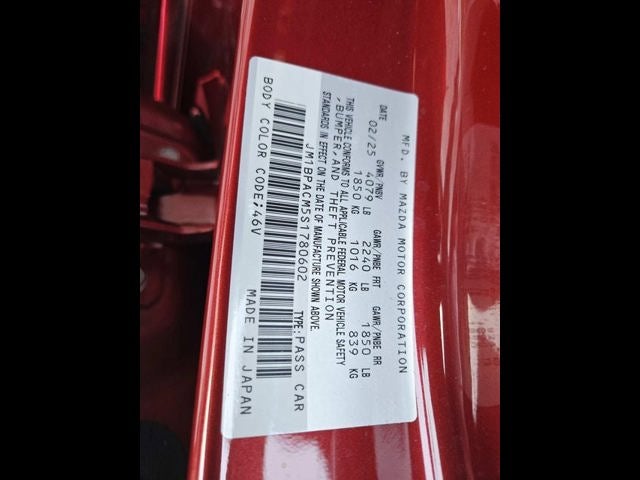 MFD. BY MAZDA MOTOR CORPORATION
DATE GVWR/PNBV GAWR/PNBE FRT GAWR/PNBE RR
02/25 4079 LB 2240 LB 1850 LB
1850 KG 1016 KG 839 KG
THIS VEHICLE CONFORMS TO ALL APPLICABLE FEDERAL MOTOR VEHICLE SAFETY
,BUMPER, AND THEFT PREVENTION
STANDARDS IN EFFECT ON THE DATE OF MANUFACTURE SHOWN ABOVE.
JM1BPACM5S1780602 TYPE:PASS CAR
BODY COLOR CODE;46V MADE IN JAPAN